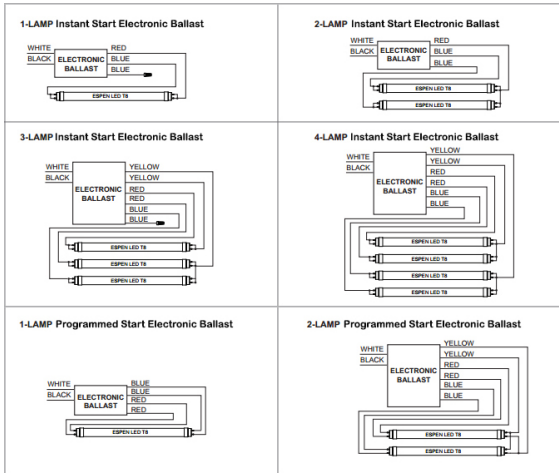 1-LAMP Instant Start Electronic Ballast
WHITE
BLACK
ELECTRONIC
BALLAST
RED
BLUE
BLUE
ESPEN LED T8
2-LAMP Instant Start Electronic Ballast
WHITE
BLACK
ELECTRONIC
BALLAST
RED
BLUE
BLUE
ESPEN LED T8
ESPEN LED T8
3-LAMP Instant Start Electronic Ballast
WHITE
BLACK
ELECTRONIC
BALLAST
YELLOW
YELLOW
RED
RED
BLUE
BLUE
ESPEN LED T8
ESPEN LED T8
ESPEN LED T8
4-LAMP Instant Start Electronic Ballast
WHITE
BLACK
ELECTRONIC
BALLAST
YELLOW
YELLOW
RED
RED
BLUE
BLUE
ESPEN LED T8
ESPEN LED T8
ESPEN LED T8
ESPEN LED T8
1-LAMP Programmed Start Electronic Ballast
WHITE
BLACK
ELECTRONIC
BALLAST
BLUE
BLUE
RED
RED
ESPEN LED T8
2-LAMP Programmed Start Electronic Ballast
WHITE
BLACK
ELECTRONIC
BALLAST
YELLOW
YELLOW
RED
RED
BLUE
BLUE
ESPEN LED T8
ESPEN LED T8